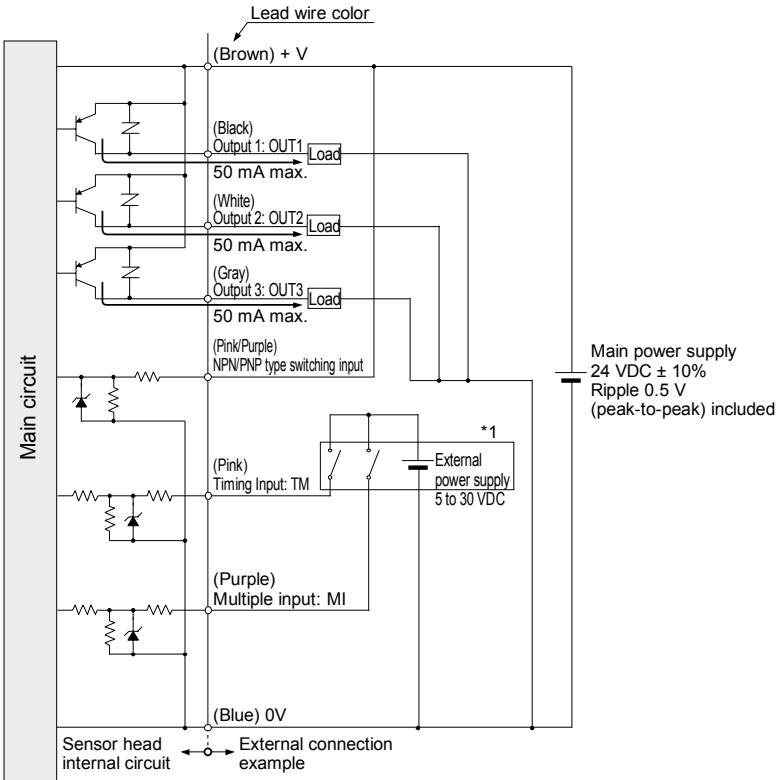 Lead wire color
(Brown) + V
(Black)
Output 1: OUT1
Load
50 mA max.
(White)
Output 2: OUT2
Load
50 mA max.
(Gray)
Output 3: OUT3
Load
50 mA max.
(Pink/Purple)
NPN/PNP type switching input
Main circuit
Main power supply
24 VDC ± 10%
Ripple 0.5 V
(peak-to-peak) included
*1
External
power supply
5 to 30 VDC
(Pink)
Timing Input: TM
(Purple)
Multiple input: MI
(Blue) 0V
Sensor head
internal circuit
External connection
example